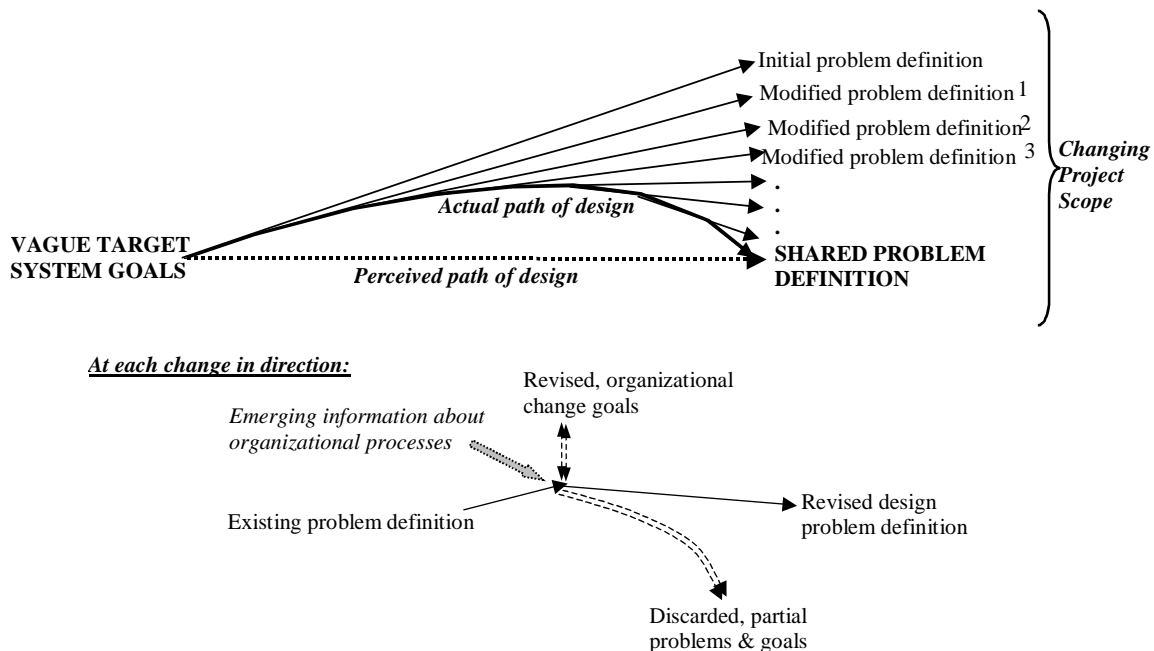 Initial problem definition
Modified problem definition 1
Modified problem definition 2
Modified problem definition 3
.
.
.
Changing
Project
Scope
Actual path of design
VAGUE TARGET
SYSTEM GOALS
Perceived path of design
SHARED PROBLEM
DEFINITION
At each change in direction:
Revised, organizational
change goals
Emerging information about
organizational processes
Existing problem definition
Revised design
problem definition
Discarded, partial
problems & goals